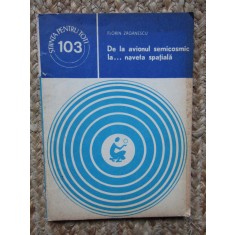 ȘTIINȚA PENTRU TOȚI
103
FLORIN ZĂGĂNESCU
De la avionul semicosmic
la... naveta spațială